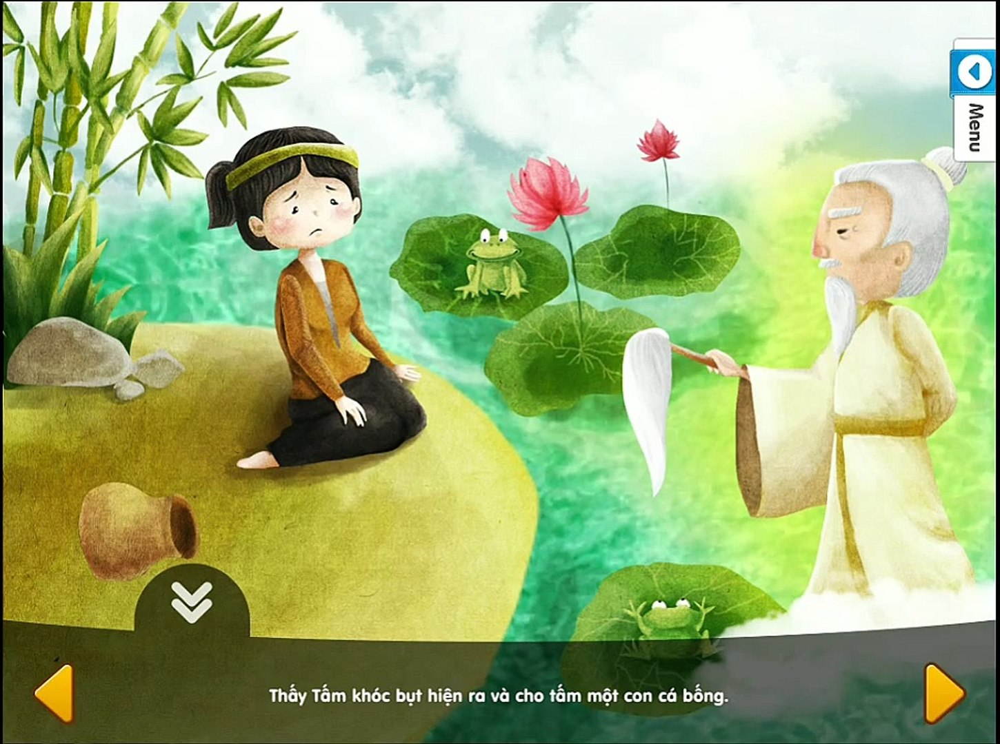 Menu
Thấy Tấm khóc bụt hiện ra và cho tấm một con cá bống.